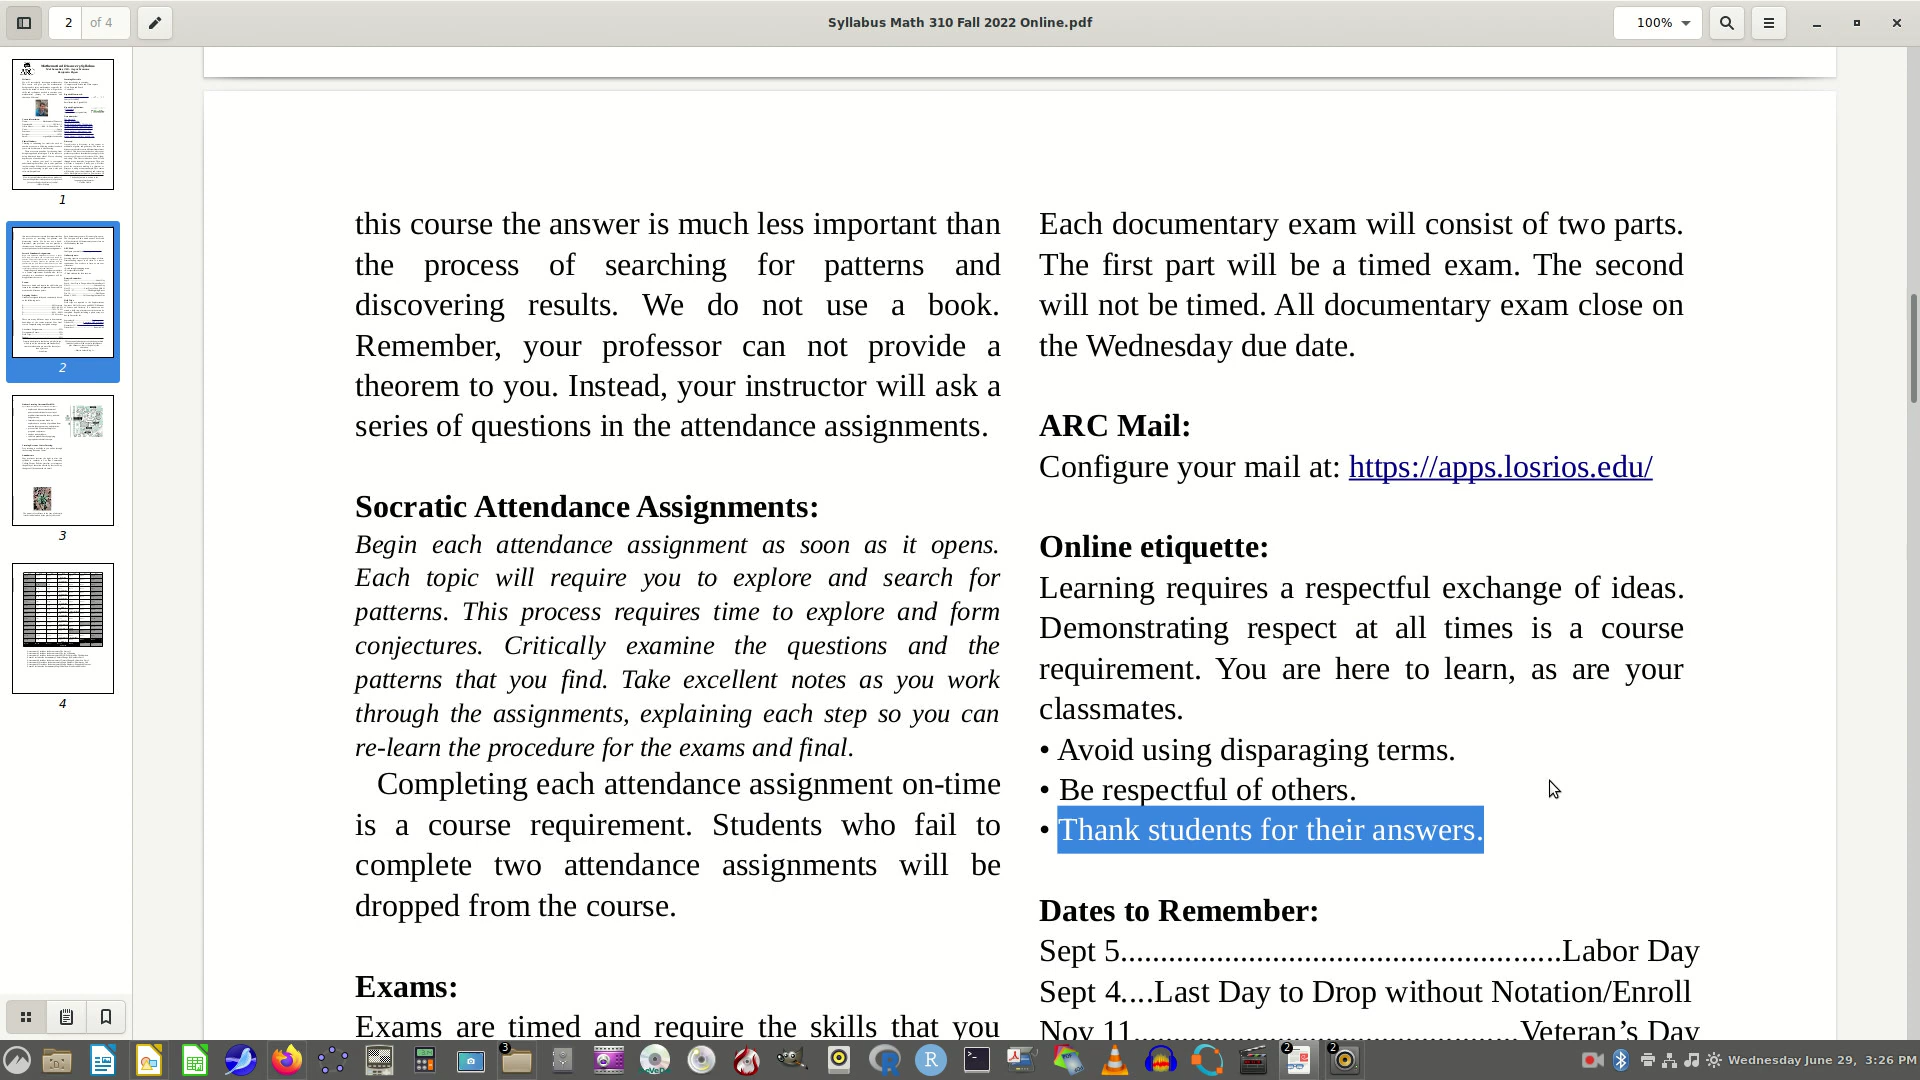 2
of 4
Syllabus Math 310 Fall 2022 Online.pdf
100%
1
2
3
4
this course the answer is much less important than
the process of searching for patterns and
discovering results. We do not use a book.
Remember, your professor can not provide a
theorem to you. Instead, your instructor will ask a
series of questions in the attendance assignments.
Socratic Attendance Assignments:
Begin each attendance assignment as soon as it opens.
Each topic will require you to explore and search for
patterns. This process requires time to explore and form
conjectures. Critically examine the questions and the
patterns that you find. Take excellent notes as you work
through the assignments, explaining each step so you can
re-learn the procedure for the exams and final.
Completing each attendance assignment on-time
is a course requirement. Students who fail to
complete two attendance assignments will be
dropped from the course.
Exams:
Exams are timed and require the skills that you
Each documentary exam will consist of two parts.
The first part will be a timed exam. The second
will not be timed. All documentary exam close on
the Wednesday due date.
ARC Mail:
Configure your mail at: https://apps.losrios.edu/
Online etiquette:
Learning requires a respectful exchange of ideas.
Demonstrating respect at all times is a course
requirement. You are here to learn, as are your
classmates.
• Avoid using disparaging terms.
• Be respectful of others.
• Thank students for their answers.
Dates to Remember:
Sept 5..................................................Labor Day
Sept 4....Last Day to Drop without Notation/Enroll
Nov 11..............................................Veteran's Day
3
2
2
Wednesday June 29, 3:26 PM